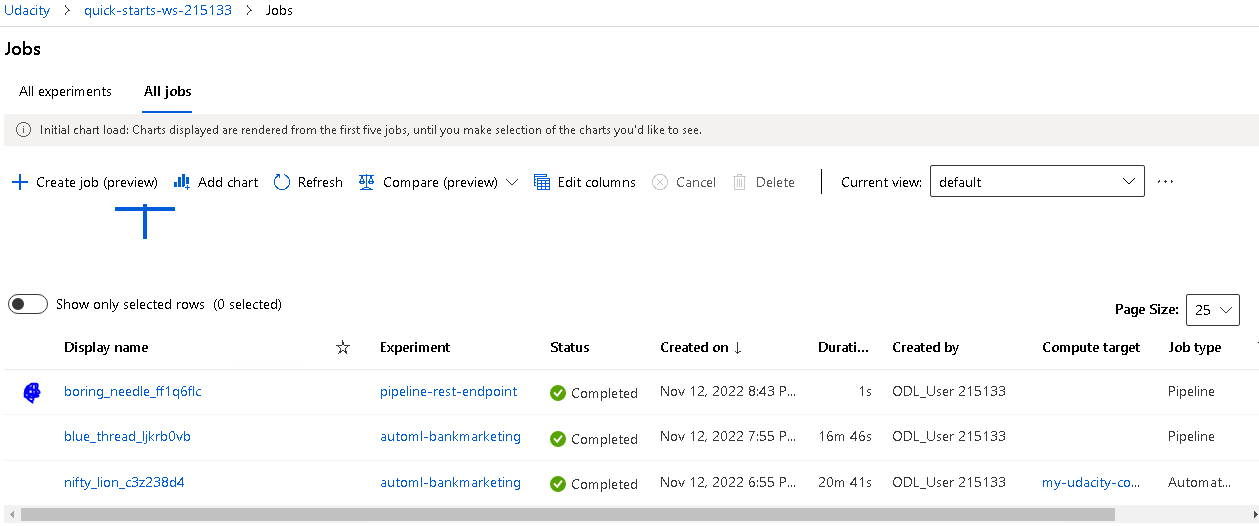 Udacity > quick-starts-ws-215133 > Jobs
Jobs
All experiments All jobs
Initial chart load: Charts displayed are rendered from the first five jobs, until you make selection of the charts you'd like to see.
Create job (preview) Add chart Refresh Compare (preview) Edit columns Cancel Delete Current view: default ...
Show only selected rows (0 selected)
Page Size: 25
Display name Experiment Status Created on ↓ Durati... Created by Compute target Job type
boring_needle_ff1q6flc pipeline-rest-endpoint Completed Nov 12, 2022 8:43 P... 1s ODL_User 215133 Pipeline
blue_thread_ljkrb0vb automl-bankmarketing Completed Nov 12, 2022 7:55 P... 16m 46s ODL_User 215133 Pipeline
nifty_lion_c3z238d4 automl-bankmarketing Completed Nov 12, 2022 6:55 P... 20m 41s ODL_User 215133 my-udacity-co... Automat...